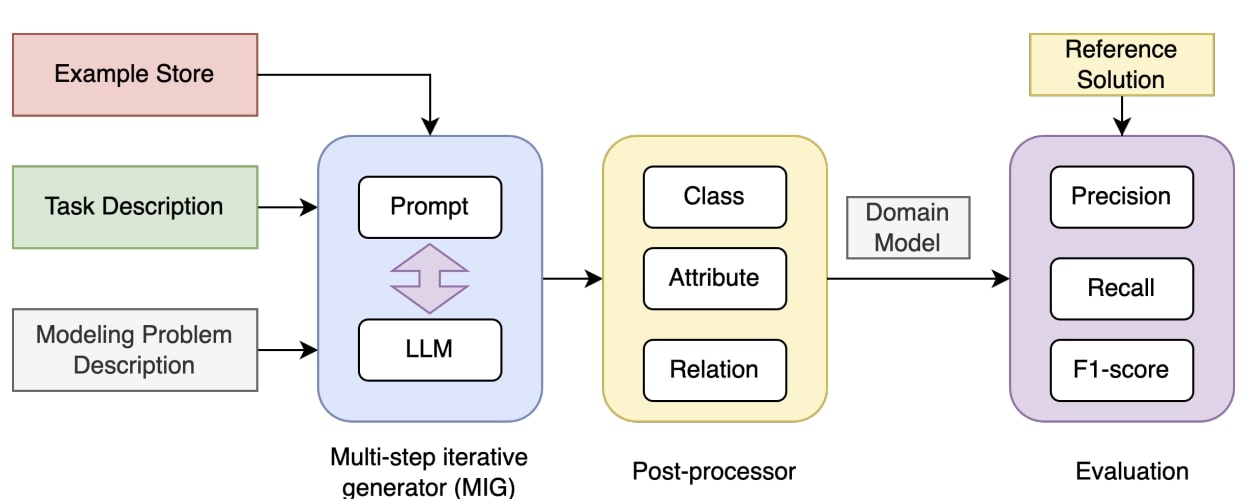 Example Store
Task Description
Modeling Problem
Description
Prompt
LLM
Multi-step iterative
generator (MIG)
Class
Attribute
Relation
Post-processor
Domain
Model
Reference
Solution
Precision
Recall
F1-score
Evaluation